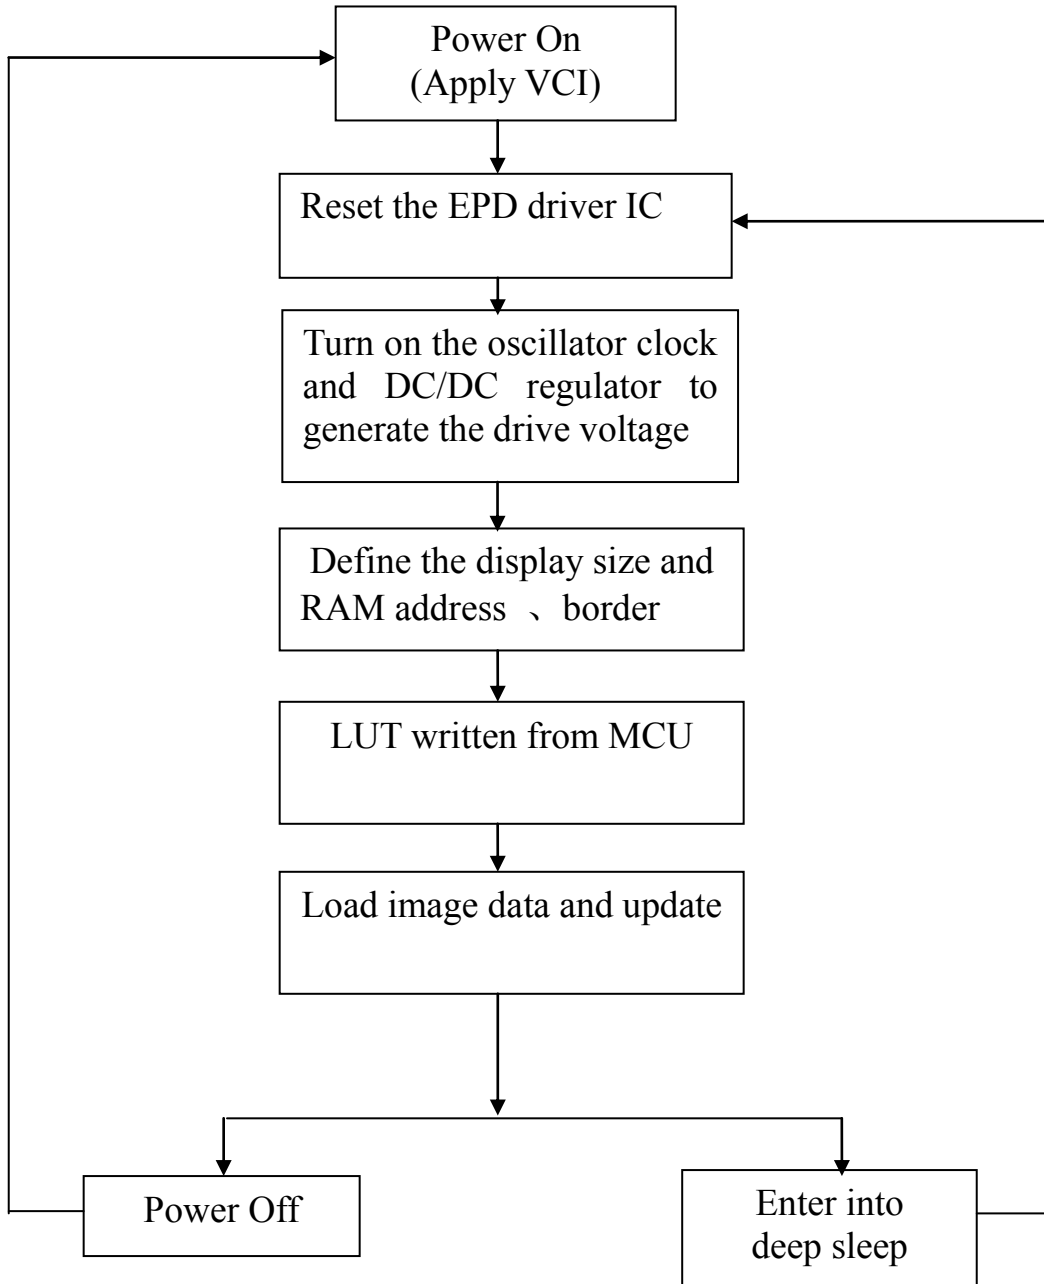 Power On
(Apply VCI)
Reset the EPD driver IC
Turn on the oscillator clock
and DC/DC regulator to
generate the drive voltage
Define the display size and
RAM address 、border
LUT written from MCU
Load image data and update
Power Off
Enter into
deep sleep